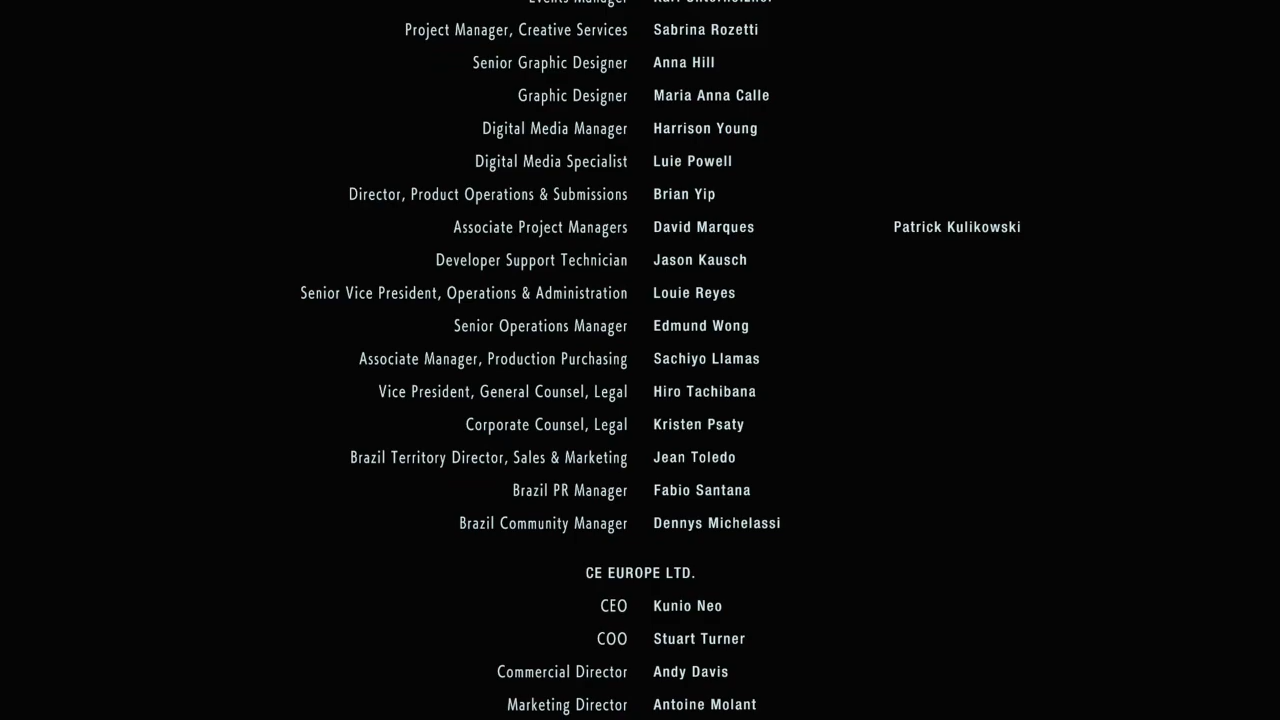 Project Manager, Creative Services Sabrina Rozetti
Senior Graphic Designer Anna Hill
Graphic Designer Maria Anna Calle
Digital Media Manager Harrison Young
Digital Media Specialist Luie Powell
Director, Product Operations & Submissions Brian Yip
Associate Project Managers David Marques Patrick Kulikowski
Developer Support Technician Jason Kausch
Senior Vice President, Operations & Administration Louie Reyes
Senior Operations Manager Edmund Wong
Associate Manager, Production Purchasing Sachiyo Llamas
Vice President, General Counsel, Legal Hiro Tachibana
Corporate Counsel, Legal Kristen Psaty
Brazil Territory Director, Sales & Marketing Jean Toledo
Brazil PR Manager Fabio Santana
Brazil Community Manager Dennys Michelassi
CE EUROPE LTD.
CEO Kunio Neo
COO Stuart Turner
Commercial Director Andy Davis
Marketing Director Antoine Molant